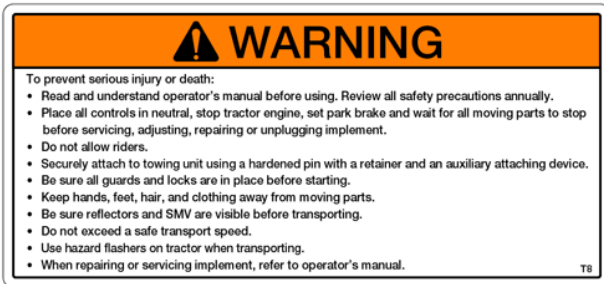 WARNING
To prevent serious injury or death:
• Read and understand operator's manual before using. Review all safety precautions annually.
• Place all controls in neutral, stop tractor engine, set park brake and wait for all moving parts to stop
before servicing, adjusting, repairing or unplugging implement.
• Do not allow riders.
• Securely attach to towing unit using a hardened pin with a retainer and an auxiliary attaching device.
• Be sure all guards and locks are in place before starting.
• Keep hands, feet, hair, and clothing away from moving parts.
• Be sure reflectors and SMV are visible before transporting.
• Do not exceed a safe transport speed.
• Use hazard flashers on tractor when transporting.
• When repairing or servicing implement, refer to operator's manual.
T8